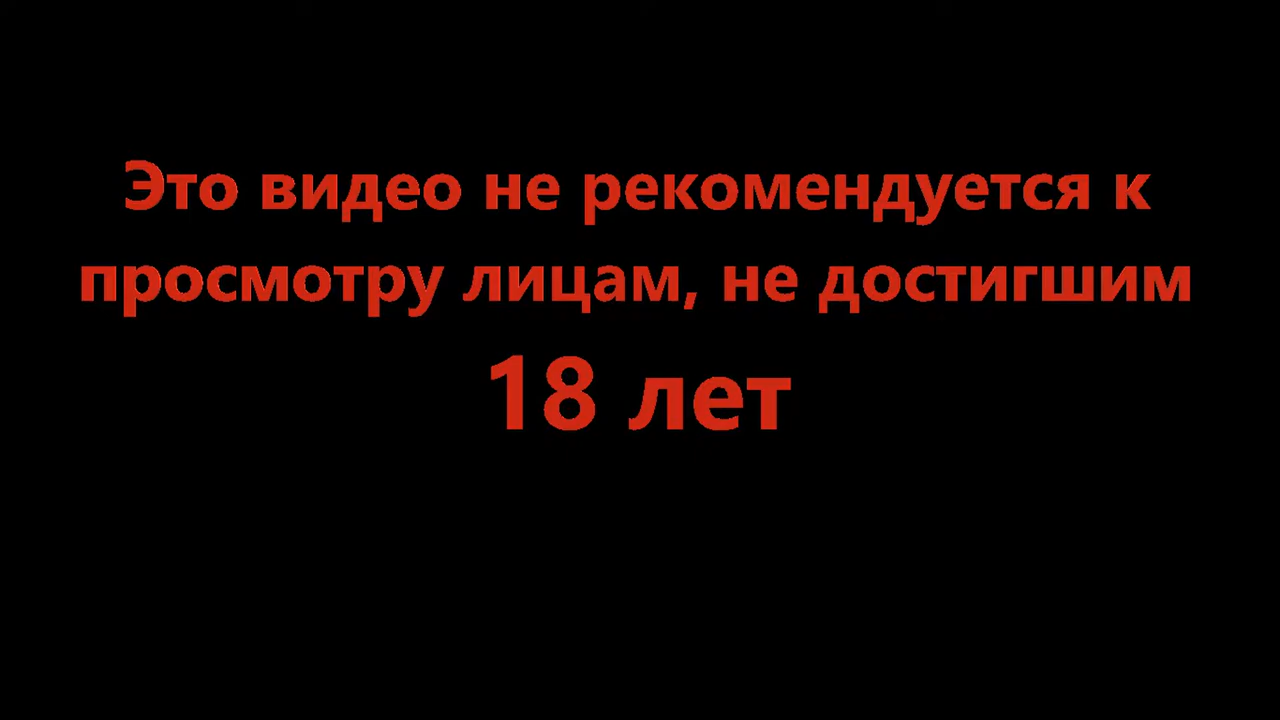 Это видео не рекомендуется к
просмотру лицам, не достигшим
18 лет